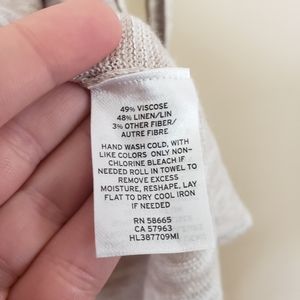 49% VISCOSE
48% LINEN/LIN
3% OTHER FIBER/
AUTRE FIBRE
HAND WASH COLD, WITH
LIKE COLORS ONLY NON-
CHLORINE BLEACH IF
NEEDED ROLL IN TOWEL TO
REMOVE EXCESS
MOISTURE, RESHAPE, LAY
FLAT TO DRY COOL IRON
IF NEEDED
RN 58665
CA 57963
HL387709MI